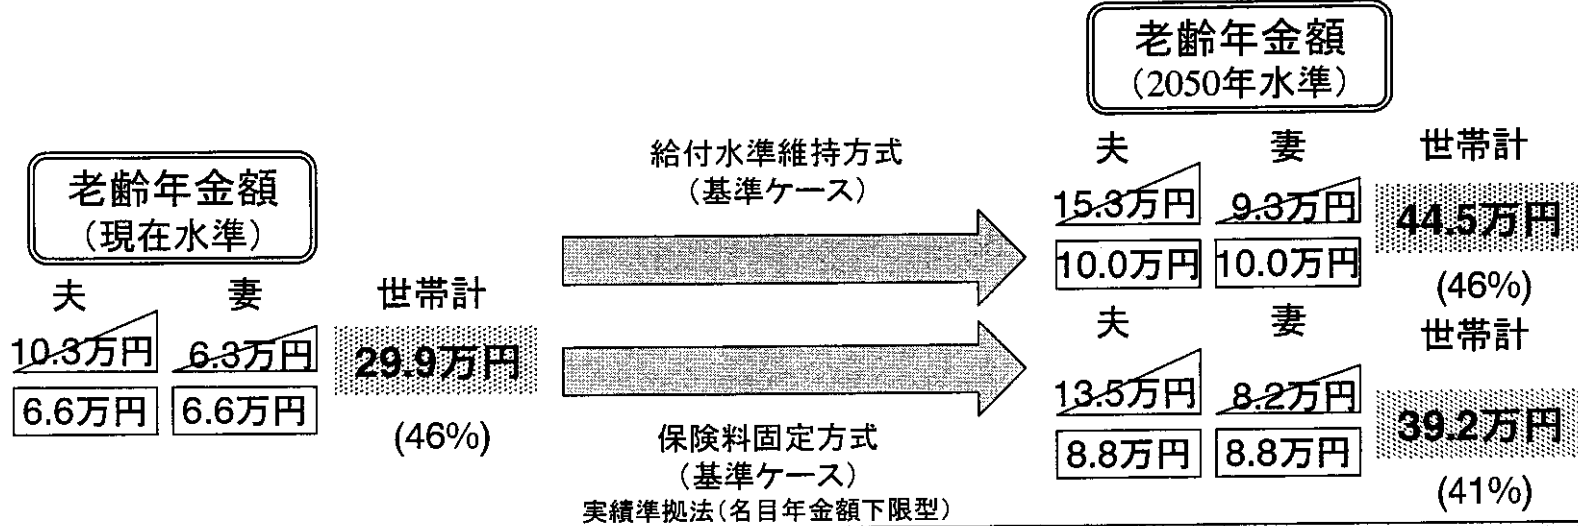 老齢年金額
（現在水準）
夫 妻 世帯計
10.3万円 6.3万円 29.9万円
6.6万円 6.6万円
(46%)
給付水準維持方式
（基準ケース）
保険料固定方式
（基準ケース）
実績準拠法（名目年金額下限型）
老齢年金額
（2050年水準）
夫 妻 世帯計
15.3万円 9.3万円 44.5万円
10.0万円 10.0万円
(46%)
夫 妻 世帯計
13.5万円 8.2万円 39.2万円
8.8万円 8.8万円
(41%)